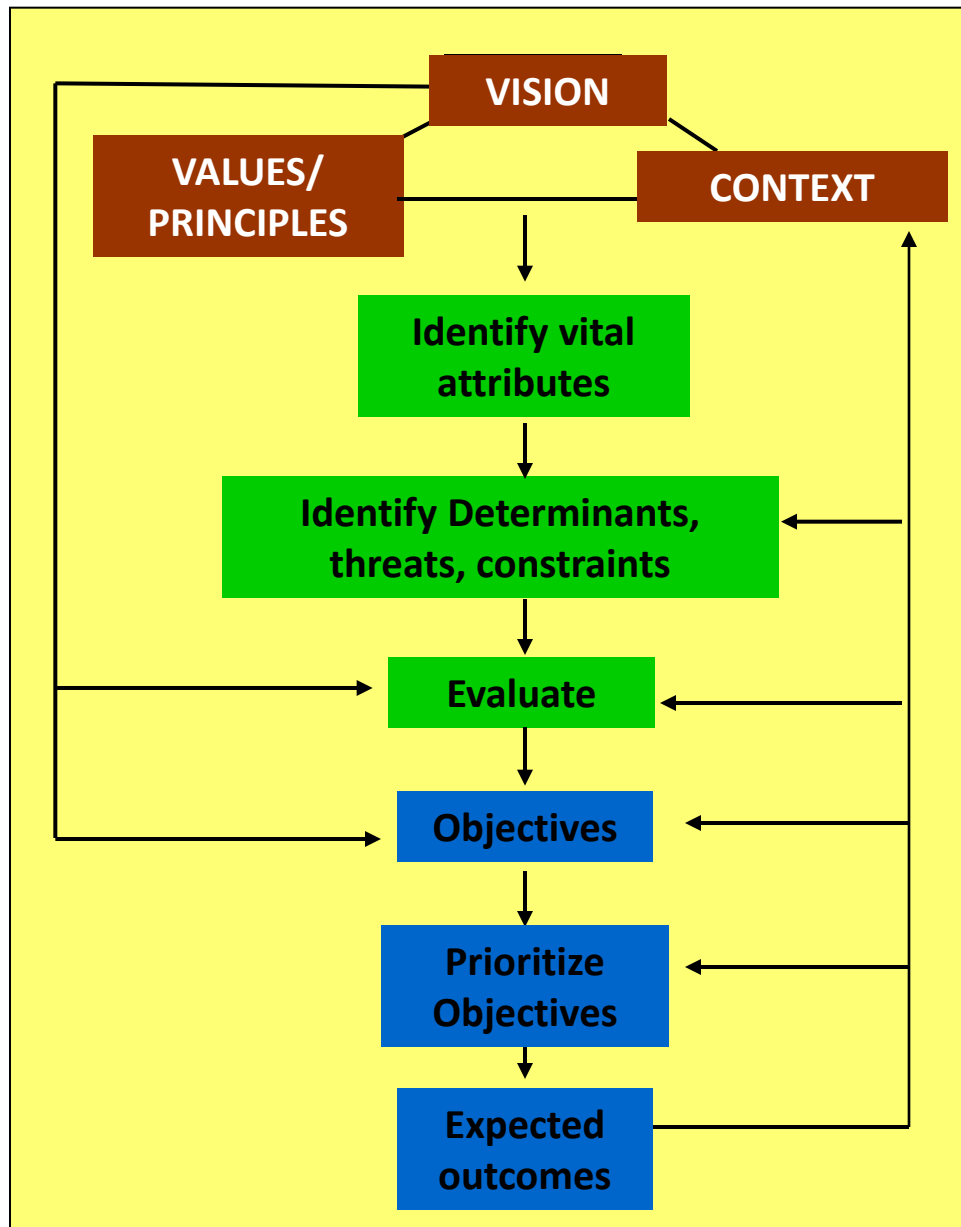 VISION
VALUES/
PRINCIPLES
CONTEXT
Identify vital
attributes
Identify Determinants,
threats, constraints
Evaluate
Objectives
Prioritize
Objectives
Expected
outcomes